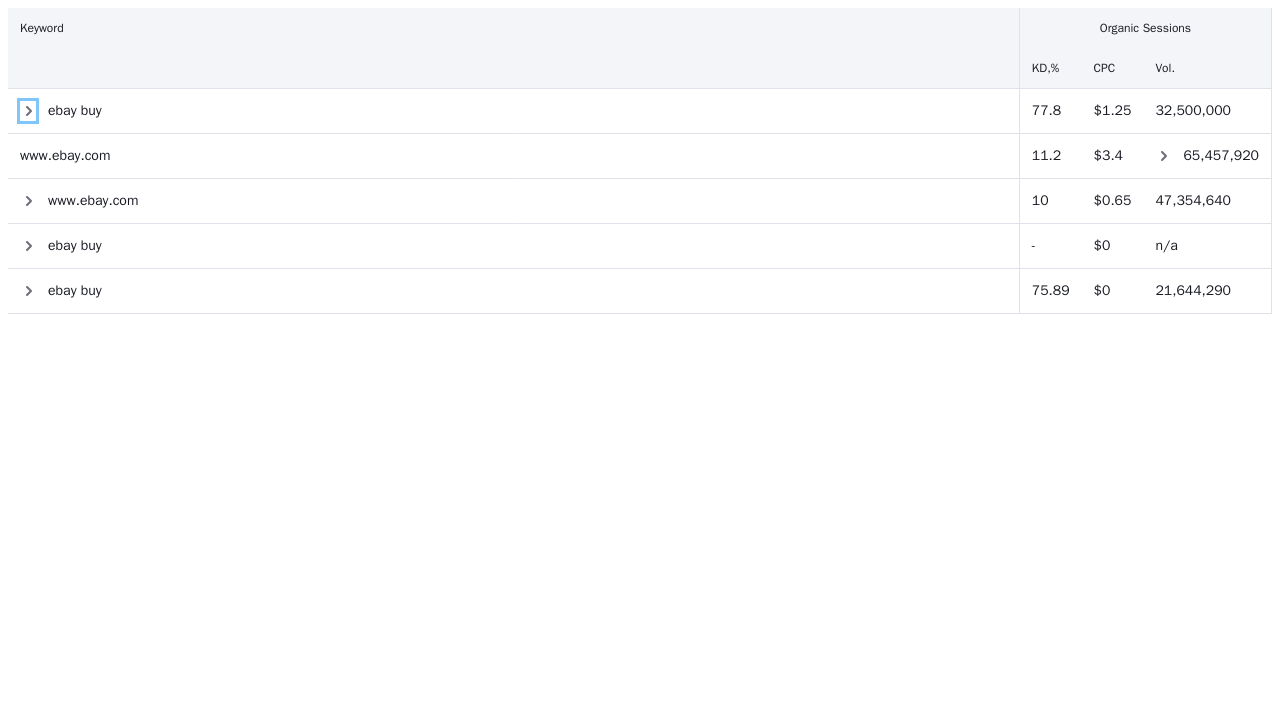 Keyword Organic Sessions
KD,% CPC Vol.
ebay buy 77.8 $1.25 32,500,000
www.ebay.com 11.2 $3.4 65,457,920
www.ebay.com 10 $0.65 47,354,640
ebay buy - $0 n/a
ebay buy 75.89 $0 21,644,290